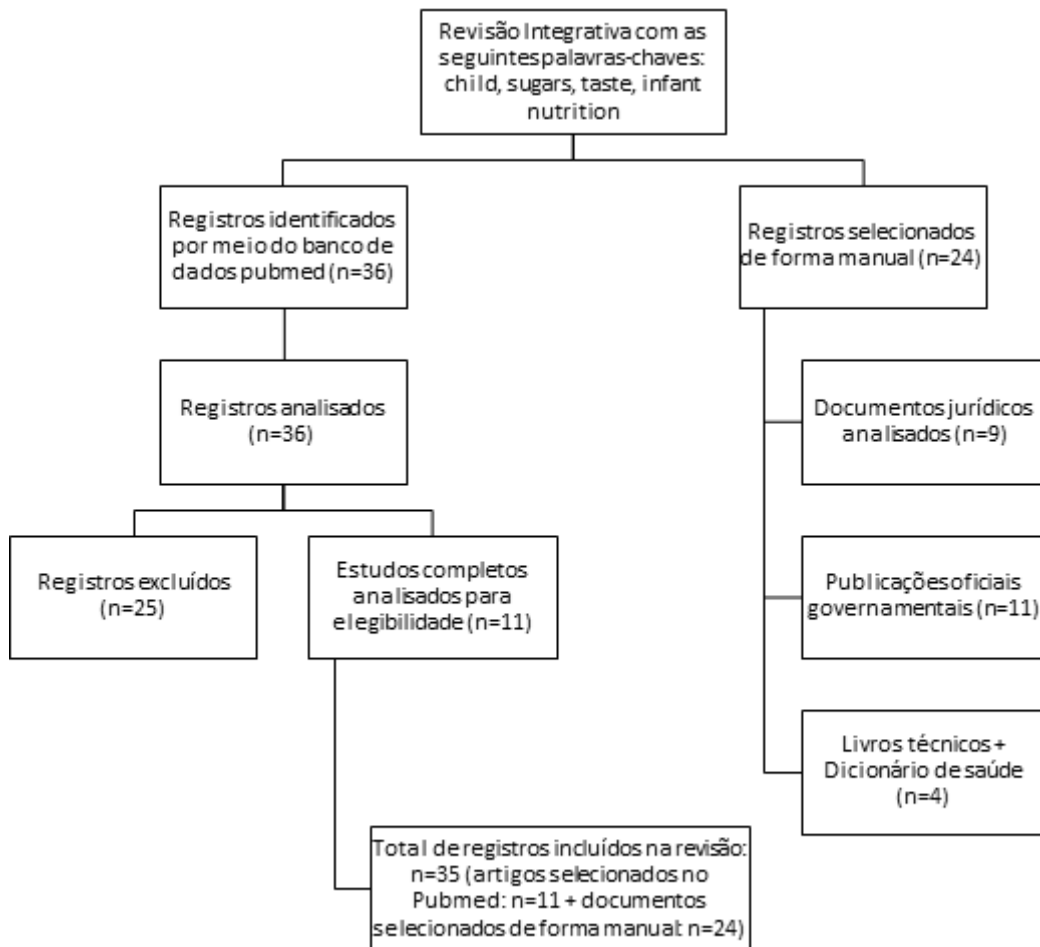 Revisão Integrativa com as
seguintespalavras-chaves:
child, sugars, taste, infant
nutrition
Registros identificados
por meio do banco de
dados pubmed (n=36)
Registros selecionados
de forma manual (n=24)
Registros analisados
(n=36)
Documentos jurídicos
analisados (n=9)
Registros excluídos
(n=25)
Estudos completos
analisados para
elegibilidade (n=11)
Publicações oficiais
governamentais (n=11)
Livros técnicos +
Dicionário de saúde
(n=4)
Total de registros incluídos na revisão:
n=35 (artigos selecionados no
Pubmed: n=11 + documentos
selecionados de forma manual: n=24)